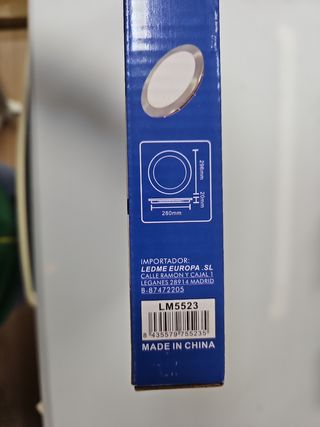 298mm
20mm
280mm
IMPORTADOR:
LEDME EUROPA .SL
CALLE RAMON Y CAJAL 1
LEGANES 28914 MADRID
B-87472205
LM5523
8 435579 755235
MADE IN CHINA